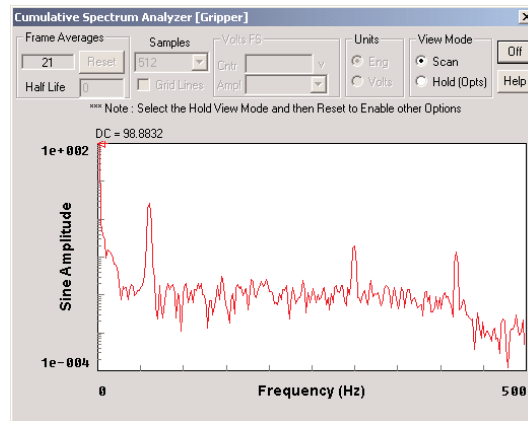 Cumulative Spectrum Analyzer [Gripper]
Frame Averages
21
Reset
Half Life
0
Samples
512
Grid Lines
Volts FS
Cntr
v
Ampl
Units
Eng
Volts
View Mode
Scan
Hold (Opts)
Off
Help
*** Note : Select the Hold View Mode and then Reset to Enable other Options
DC = 98.8832
1e+002
Sine Amplitude
1e-004
0
Frequency (Hz)
500